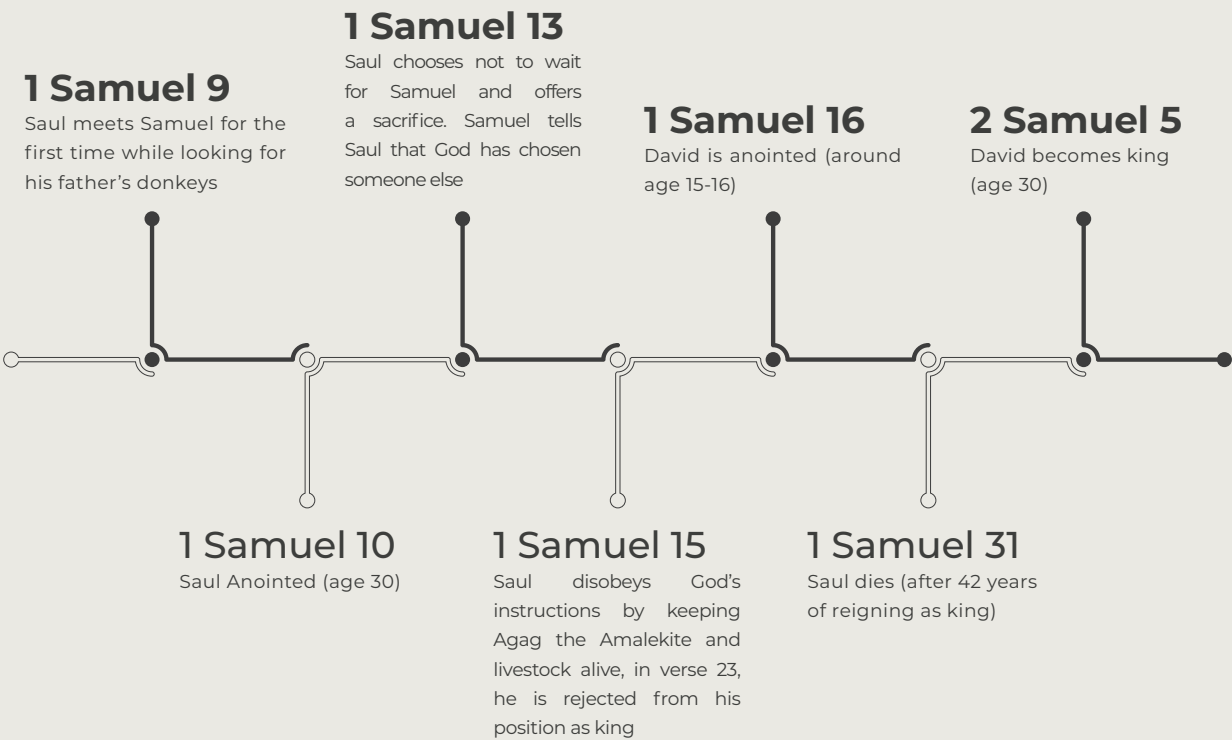 1 Samuel 9
Saul meets Samuel for the
first time while looking for
his father’s donkeys
1 Samuel 10
Saul Anointed (age 30)
1 Samuel 13
Saul chooses not to wait
for Samuel and offers
a sacrifice. Samuel tells
Saul that God has chosen
someone else
1 Samuel 15
Saul disobeys God’s
instructions by keeping
Agag the Amalekite and
livestock alive, in verse 23,
he is rejected from his
position as king
1 Samuel 16
David is anointed (around
age 15-16)
1 Samuel 31
Saul dies (after 42 years
of reigning as king)
2 Samuel 5
David becomes king
(age 30)